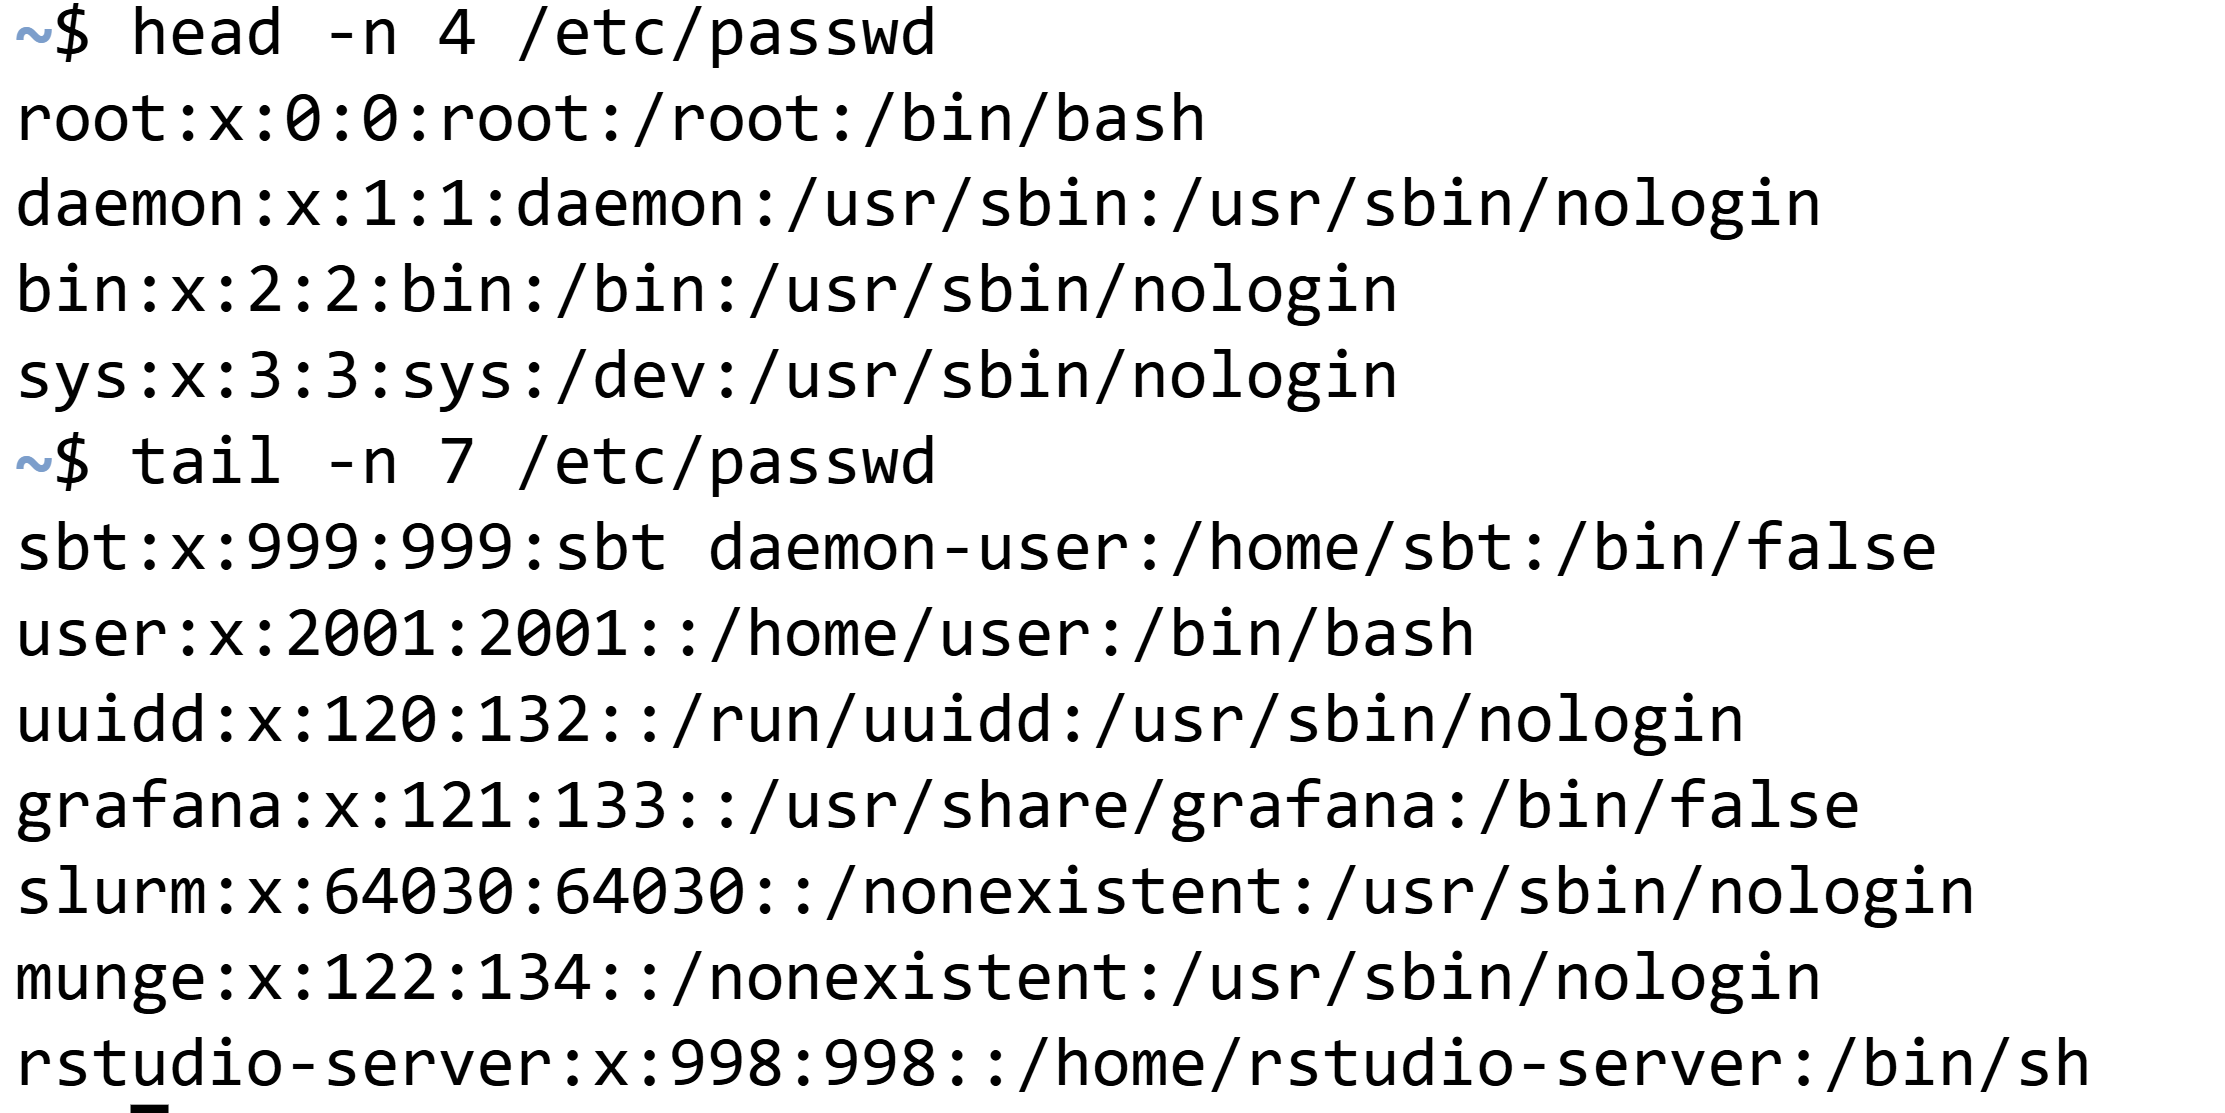 ~$ head -n 4 /etc/passwd
root:x:0:0:root:/root:/bin/bash
daemon:x:1:1:daemon:/usr/sbin:/usr/sbin/nologin
bin:x:2:2:bin:/bin:/usr/sbin/nologin
sys:x:3:3:sys:/dev:/usr/sbin/nologin
~$ tail -n 7 /etc/passwd
sbt:x:999:999:sbt daemon-user:/home/sbt:/bin/false
user:x:2001:2001::/home/user:/bin/bash
uuidd:x:120:132::/run/uuidd:/usr/sbin/nologin
grafana:x:121:133::/usr/share/grafana:/bin/false
slurm:x:64030:64030::/nonexistent:/usr/sbin/nologin
munge:x:122:134::/nonexistent:/usr/sbin/nologin
rstudio-server:x:998:998::/home/rstudio-server:/bin/sh